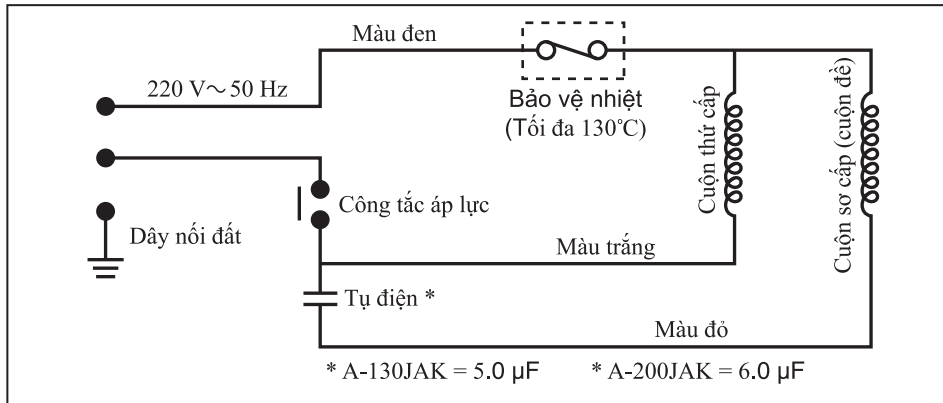 Màu đen
220 V~50 Hz
Bảo vệ nhiệt
(Tối đa 130°C)
Cuộn thứ cấp
Cuộn sơ cấp (cuộn đề)
Công tắc áp lực
Dây nối đất
Màu trắng
Tụ điện *
Màu đỏ
* A-130JAK = 5.0 µF * A-200JAK = 6.0 µF